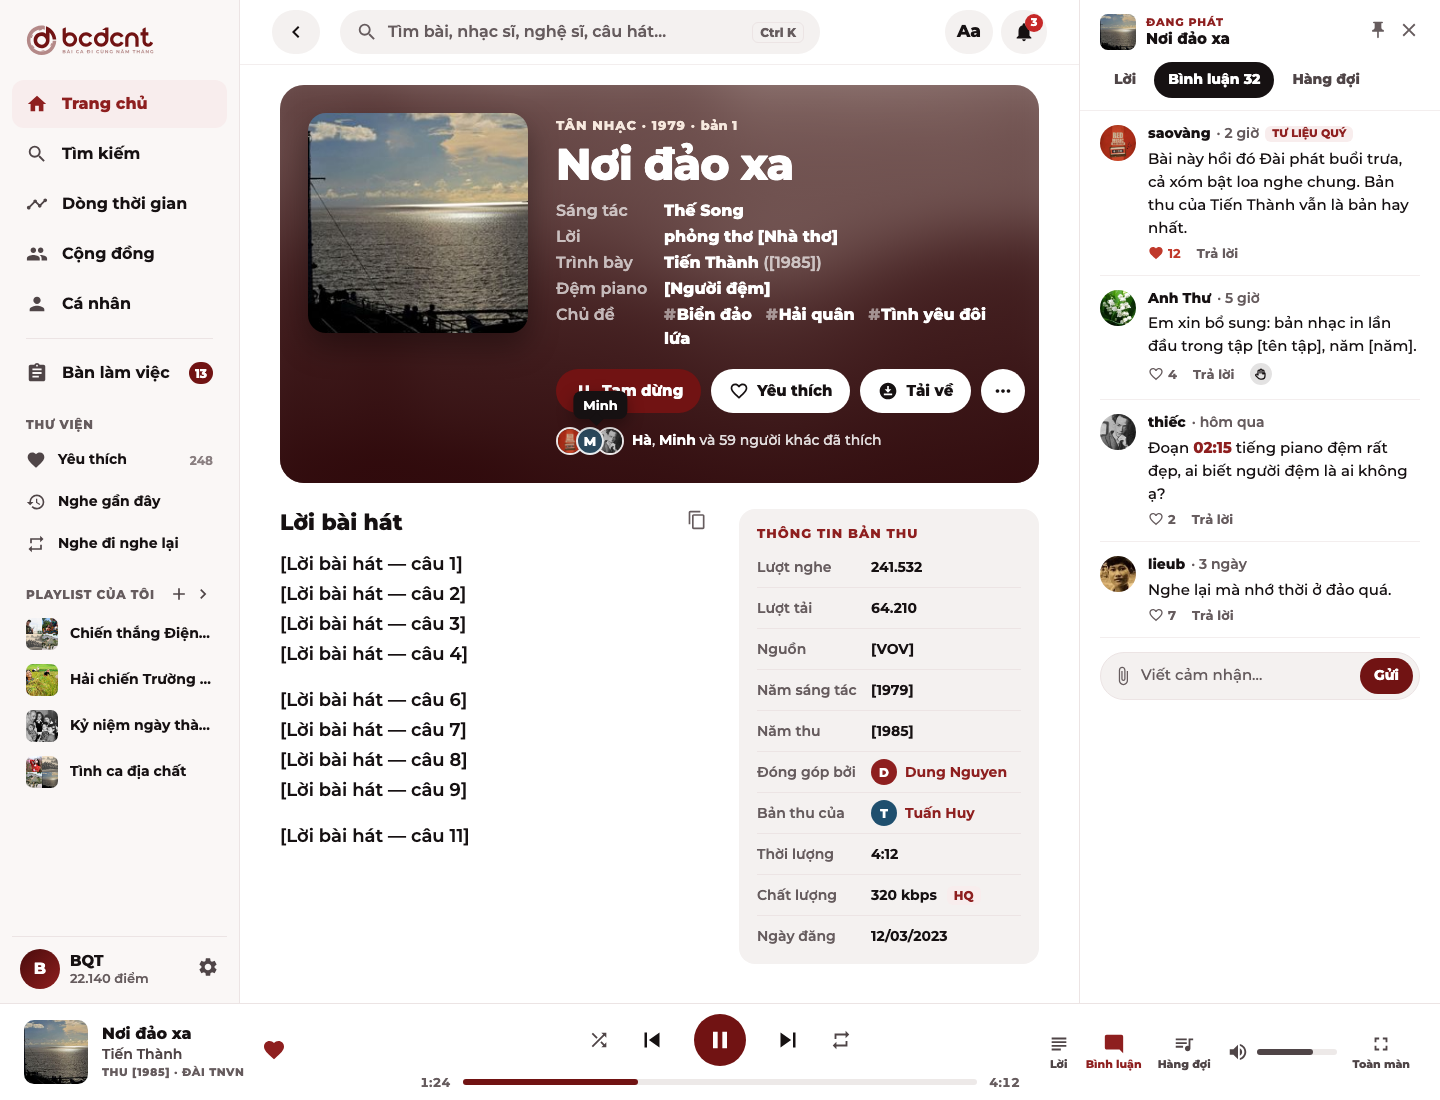 bcdcnt
BÀI CA ĐI CÙNG NĂM THÁNG
Trang chủ
Tìm kiếm
Dòng thời gian
Cộng đồng
Cá nhân
Bàn làm việc 13
THƯ VIỆN
Yêu thích 248
Nghe gần đây
Nghe đi nghe lại
PLAYLIST CỦA TÔI
Chiến thắng Điện...
Hải chiến Trường ...
Kỷ niệm ngày thà...
Tình ca địa chất
B
BQT
22.140 điểm
Tìm bài, nhạc sĩ, nghệ sĩ, câu hát...
Ctrl K
Aa
3
TÂN NHẠC • 1979 • bản 1
Nơi đảo xa
Sáng tác Thế Song
Lời phỏng thơ [Nhà thơ]
Trình bày Tiến Thành ([1985])
Đệm piano [Người đệm]
Chủ đề #Biển đảo #Hải quân #Tình yêu đôi
lứa
Tạm dừng
Yêu thích
Tải về
Minh
M
Hà, Minh và 59 người khác đã thích
Lời bài hát
[Lời bài hát — câu 1]
[Lời bài hát — câu 2]
[Lời bài hát — câu 3]
[Lời bài hát — câu 4]
[Lời bài hát — câu 6]
[Lời bài hát — câu 7]
[Lời bài hát — câu 8]
[Lời bài hát — câu 9]
[Lời bài hát — câu 11]
THÔNG TIN BẢN THU
Lượt nghe 241.532
Lượt tải 64.210
Nguồn [VOV]
Năm sáng tác [1979]
Năm thu [1985]
Đóng góp bởi D Dung Nguyen
Bản thu của T Tuấn Huy
Thời lượng 4:12
Chất lượng 320 kbps HQ
Ngày đăng 12/03/2023
ĐANG PHÁT
Nơi đảo xa
Lời
Bình luận 32
Hàng đợi
saovàng · 2 giờ TƯ LIỆU QUÝ
Bài này hồi đó Đài phát buổi trưa,
cả xóm bật loa nghe chung. Bản
thu của Tiến Thành vẫn là bản hay
nhất.
12 Trả lời
Anh Thư · 5 giờ
Em xin bổ sung: bản nhạc in lần
đầu trong tập [tên tập], năm [năm].
4 Trả lời
thiếc · hôm qua
Đoạn 02:15 tiếng piano đệm rất
đẹp, ai biết người đệm là ai không
ạ?
2 Trả lời
lieub · 3 ngày
Nghe lại mà nhớ thời ở đảo quá.
7 Trả lời
Viết cảm nhận...
Gửi
Nơi đảo xa
Tiến Thành
THU [1985] • ĐÀI TNVN
1:24
4:12
Lời
Bình luận
Hàng đợi
Toàn màn